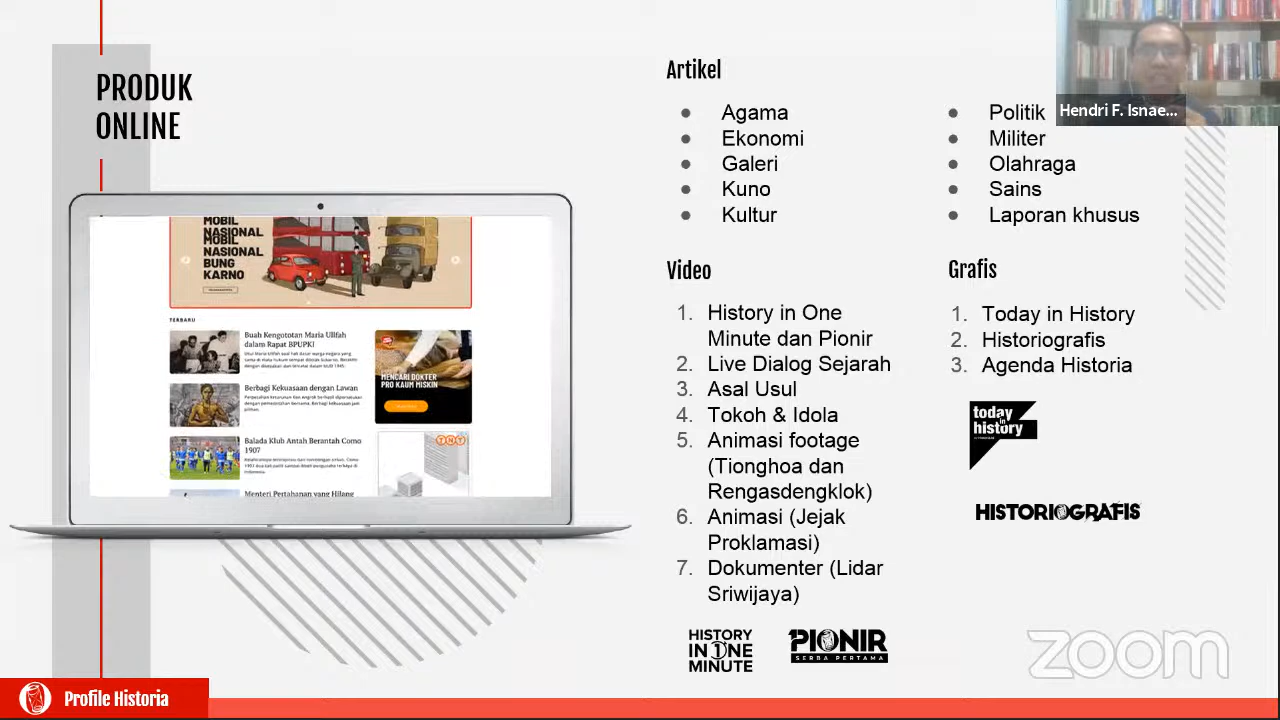 PRODUK
ONLINE
MOBIL
NASIONAL
MOBIL
NASIONAL
BUNG
KARNO
TERBARU
Buah Kengototan Maria Ullfah
dalam Rapat BPUPKI
Berbagi Kekuasaan dengan Lawan
Balada Klub Antah Berantah Como
1907
Menteri Pertahanan yang Hilang
MENCARI DOKTER
PRO KAUM MISKIN
TNT
Artikel
Agama
Ekonomi
Galeri
Kuno
Kultur
Politik
Militer
Olahraga
Sains
Laporan khusus
Hendri F. Isnae...
Video
1. History in One
Minute dan Pionir
2. Live Dialog Sejarah
3. Asal Usul
4. Tokoh & Idola
5. Animasi footage
(Tionghoa dan
Rengasdengklok)
6. Animasi (Jejak
Proklamasi)
7. Dokumenter (Lidar
Sriwijaya)
Grafis
1. Today in History
2. Historiografis
3. Agenda Historia
today
in
history
HISTORIOGRAFIS
HISTORY
IN ONE
MINUTE
PIONIR
SERBA PERTAMA
zoom
Profile Historia